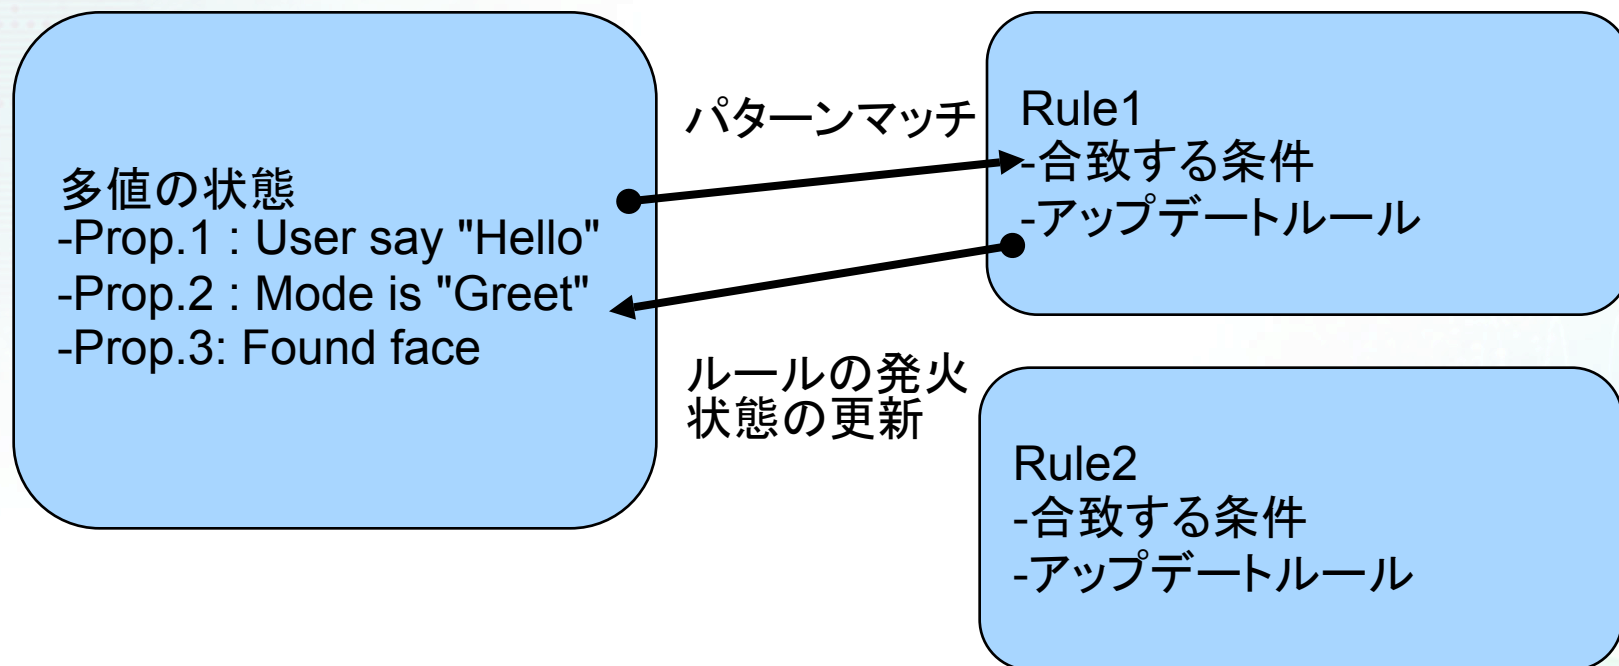 多値の状態
-Prop.1 : User say "Hello"
-Prop.2 : Mode is "Greet"
-Prop.3: Found face
パターンマッチ
ルールの発火
状態の更新
Rule1
-合致する条件
-アップデートルール
Rule2
-合致する条件
-アップデートルール